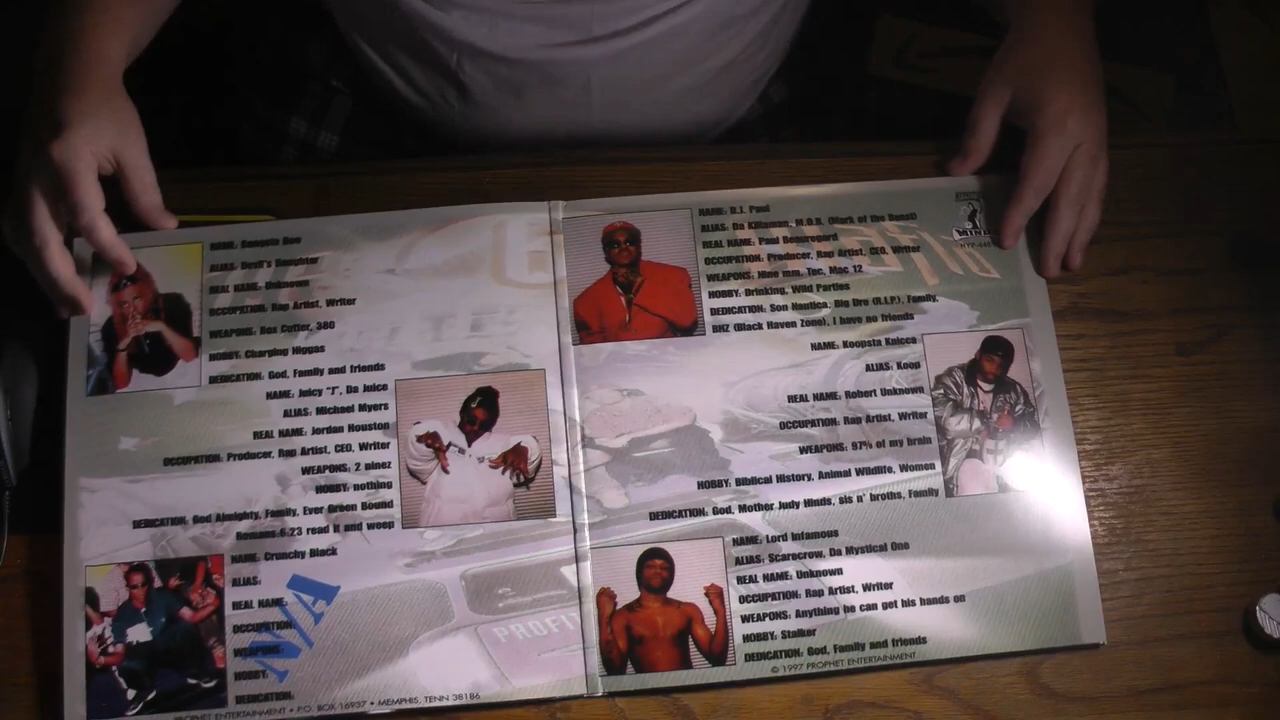 NAME: Gangsta Boo
ALIAS: Devil's Daughter
REAL NAME: Unknown
OCCUPATION: Rap Artist, Writer
WEAPONS: Box Cutter, 380
HOBBY: Charging Niggas
DEDICATION: God, Family and friends
NAME: Juicy "J", Da Juice
ALIAS: Michael Myers
REAL NAME: Jordan Houston
OCCUPATION: Producer, Rap Artist, CEO, Writer
WEAPONS: 2 ninez
HOBBY: nothing
DEDICATION: God Almighty, Family, Ever Green Bound
Romans 6:23 read it and weep
NAME: Crunchy Black
ALIAS:
REAL NAME:
OCCUPATION:
WEAPONS:
HOBBY:
DEDICATION:
N/A
PROPHET ENTERTAINMENT • P.O. BOX 16937 • MEMPHIS, TENN 38186
NAME: D.J. Paul
ALIAS: Da Killaman, M.O.B. (Mark of the Beast)
REAL NAME: Paul Beauregard
OCCUPATION: Producer, Rap Artist, CEO, Writer
WEAPONS: Nine mm, Tec, Mac 12
HOBBY: Drinking, Wild Parties
DEDICATION: Son Nautica, Big Dre (R.I.P.), Family,
BHZ (Black Haven Zone), I have no friends
MINDZ
NAME: Koopsta Knicca
ALIAS: Koop
REAL NAME: Robert Unknown
OCCUPATION: Rap Artist, Writer
WEAPONS: 97% of my brain
HOBBY: Biblical History, Animal Wildlife, Women
DEDICATION: God, Mother Judy Hinds, sis n' broths, Family
NAME: Lord Infamous
ALIAS: Scarecrow, Da Mystical One
REAL NAME: Unknown
OCCUPATION: Rap Artist, Writer
WEAPONS: Anything he can get his hands on
HOBBY: Stalker
DEDICATION: God, Family and friends
© 1997 PROPHET ENTERTAINMENT